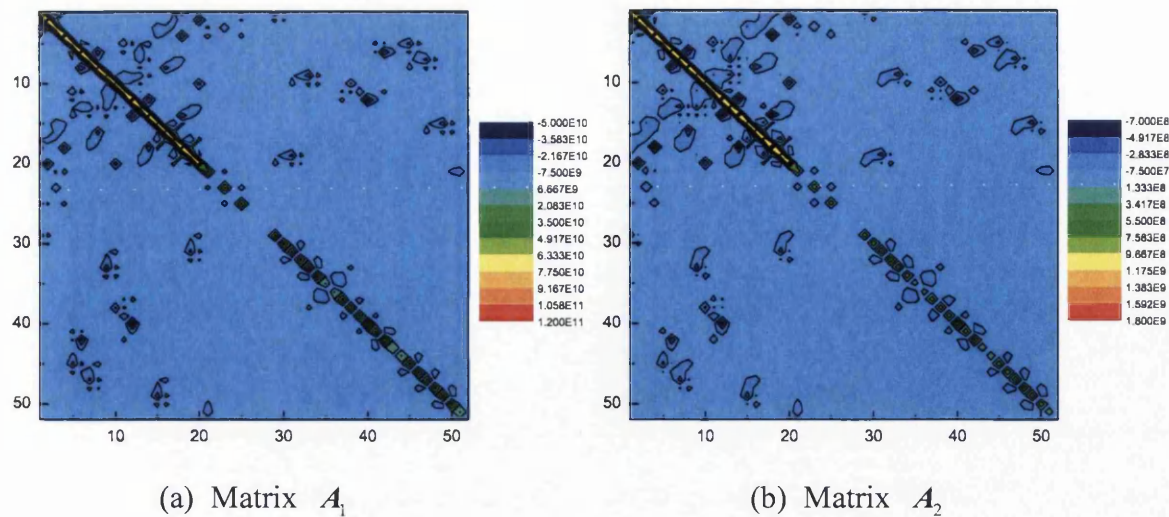 10
20
30
40
50
10
20
30
40
50
-5.000E10
-3.583E10
-2.167E10
-7.500E9
6.667E9
2.083E10
3.500E10
4.917E10
6.333E10
7.750E10
9.167E10
1.058E11
1.200E11
10
20
30
40
50
10
20
30
40
50
-7.000E8
-4.917E8
-2.833E8
-7.500E7
1.333E8
3.417E8
5.500E8
7.583E8
9.667E8
1.175E9
1.383E9
1.592E9
1.800E9
(a) Matrix A₁
(b) Matrix A₂